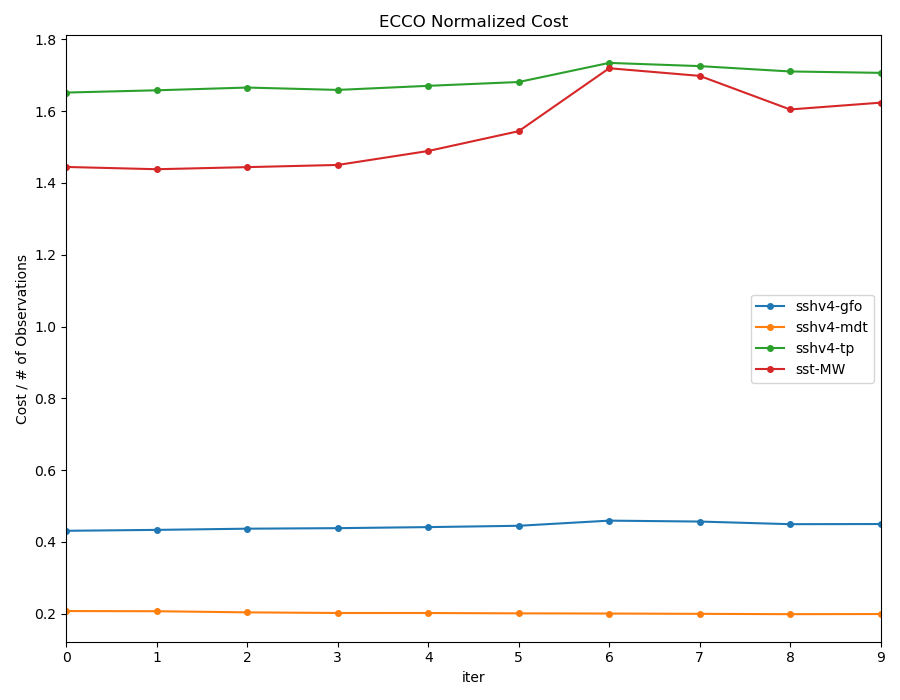 ECCO Normalized Cost
Cost / # of Observations
1.8
1.6
1.4
1.2
1.0
0.8
0.6
0.4
0.2
sshv4-gfo
sshv4-mdt
sshv4-tp
sst-MW
0 1 2 3 4 5 6 7 8 9
iter